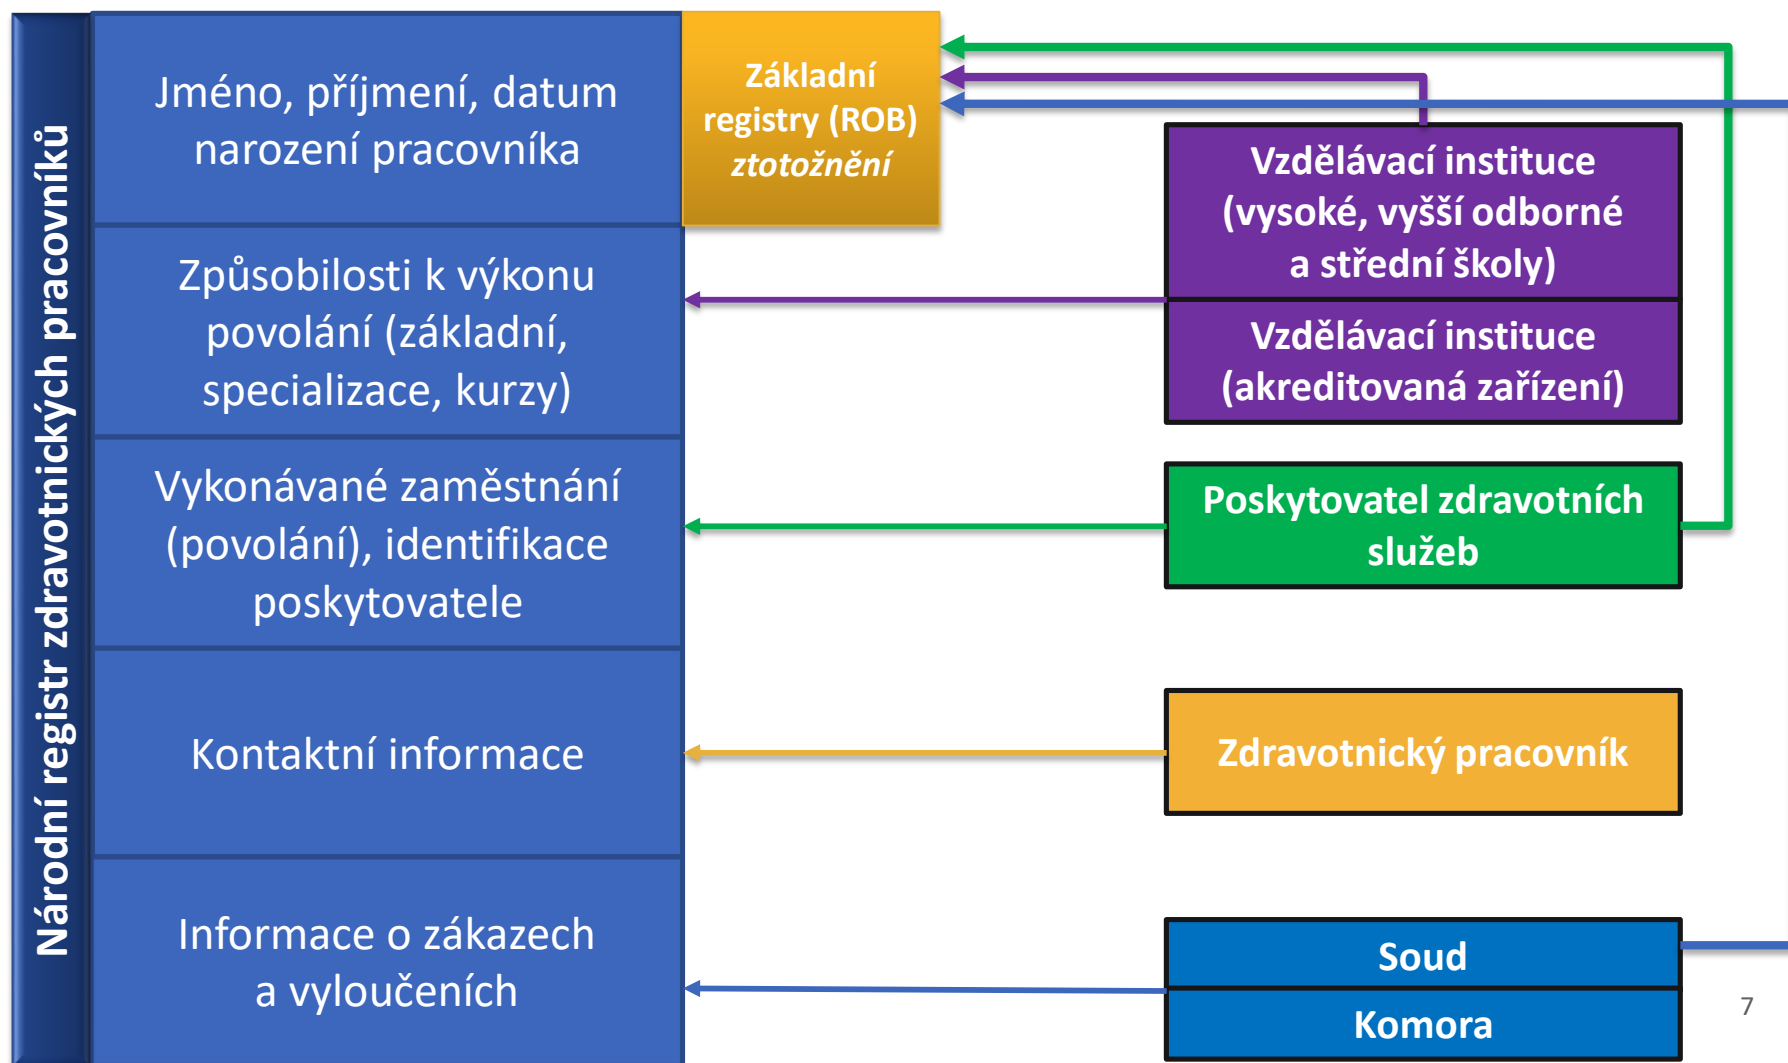 Národní registr zdravotnických pracovníků
Jméno, příjmení, datum
narození pracovníka
Základní
registry (ROB)
ztotožnění
Způsobilosti k výkonu
povolání (základní,
specializace, kurzy)
Vzdělávací instituce
(vysoké, vyšší odborné
a střední školy)
Vzdělávací instituce
(akreditovaná zařízení)
Vykonávané zaměstnání
(povolání), identifikace
poskytovatele
Poskytovatel zdravotních
služeb
Kontaktní informace
Zdravotnický pracovník
Informace o zákazech
a vyloučeních
Soud
Komora
7